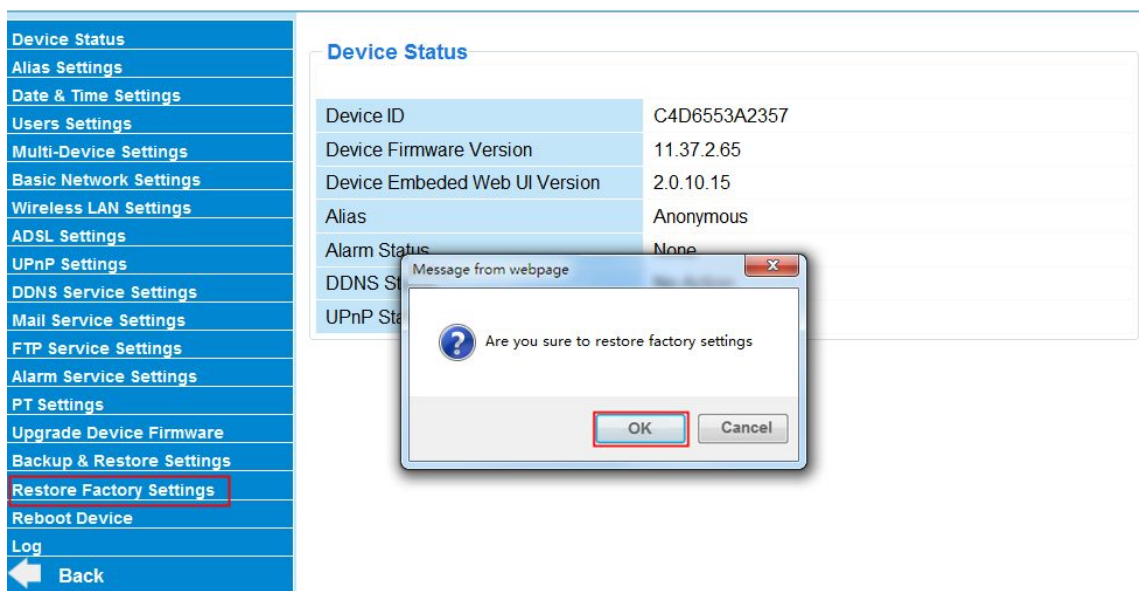 Device Status
Alias Settings
Date & Time Settings
Users Settings
Multi-Device Settings
Basic Network Settings
Wireless LAN Settings
ADSL Settings
UPnP Settings
DDNS Service Settings
Mail Service Settings
FTP Service Settings
Alarm Service Settings
PT Settings
Upgrade Device Firmware
Backup & Restore Settings
Restore Factory Settings
Reboot Device
Log
Back
Device Status
Device ID C4D6553A2357
Device Firmware Version 11.37.2.65
Device Embeded Web UI Version 2.0.10.15
Alias Anonymous
Alarm Status None
DDNS
UPnP
Message from webpage
Are you sure to restore factory settings
OK Cancel